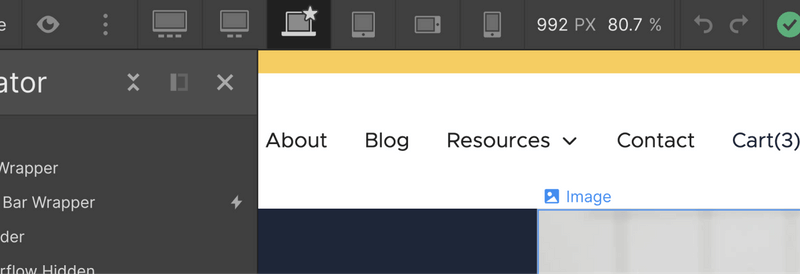 e 992 PX 80.7 %
ator
About Blog Resources Contact Cart(3)
Wrapper
Image
Bar Wrapper
der
rflow Hidden